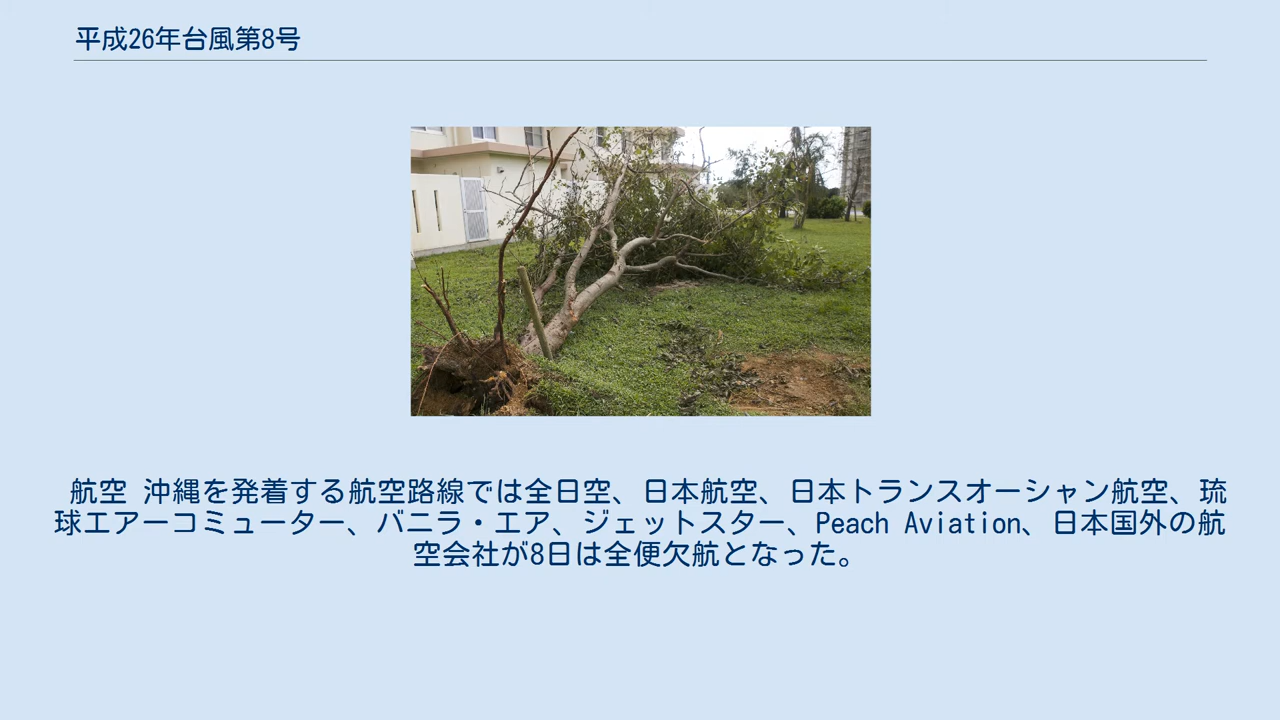 平成26年台風第8号
航空 沖縄を発着する航空路線では全日空、日本航空、日本トランスオーシャン航空、琉
球エアーコミューター、バニラ・エア、ジェットスター、Peach Aviation、日本国外の航
空会社が8日は全便欠航となった。